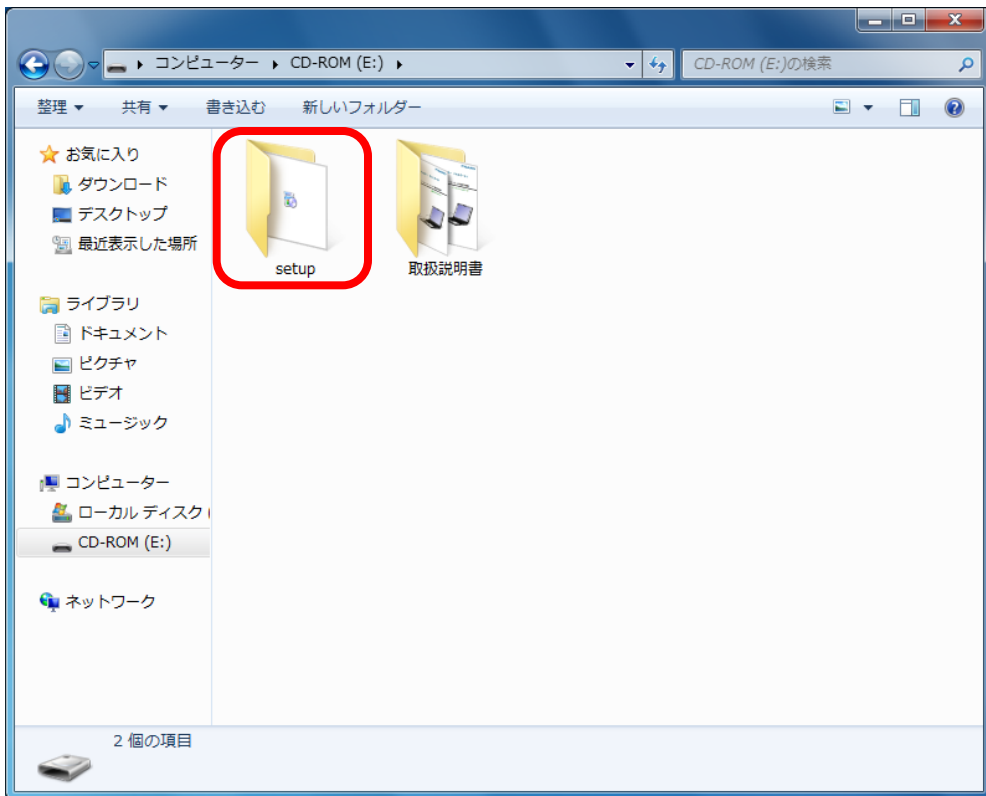 コンピューター CD-ROM (E:)
CD-ROM (E:)の検索
整理 共有 書き込む 新しいフォルダー
お気に入り
ダウンロード
デスクトップ
最近表示した場所
ライブラリ
ドキュメント
ピクチャ
ビデオ
ミュージック
コンピューター
ローカル ディスク (
CD-ROM (E:)
ネットワーク
setup
取扱説明書
2 個の項目